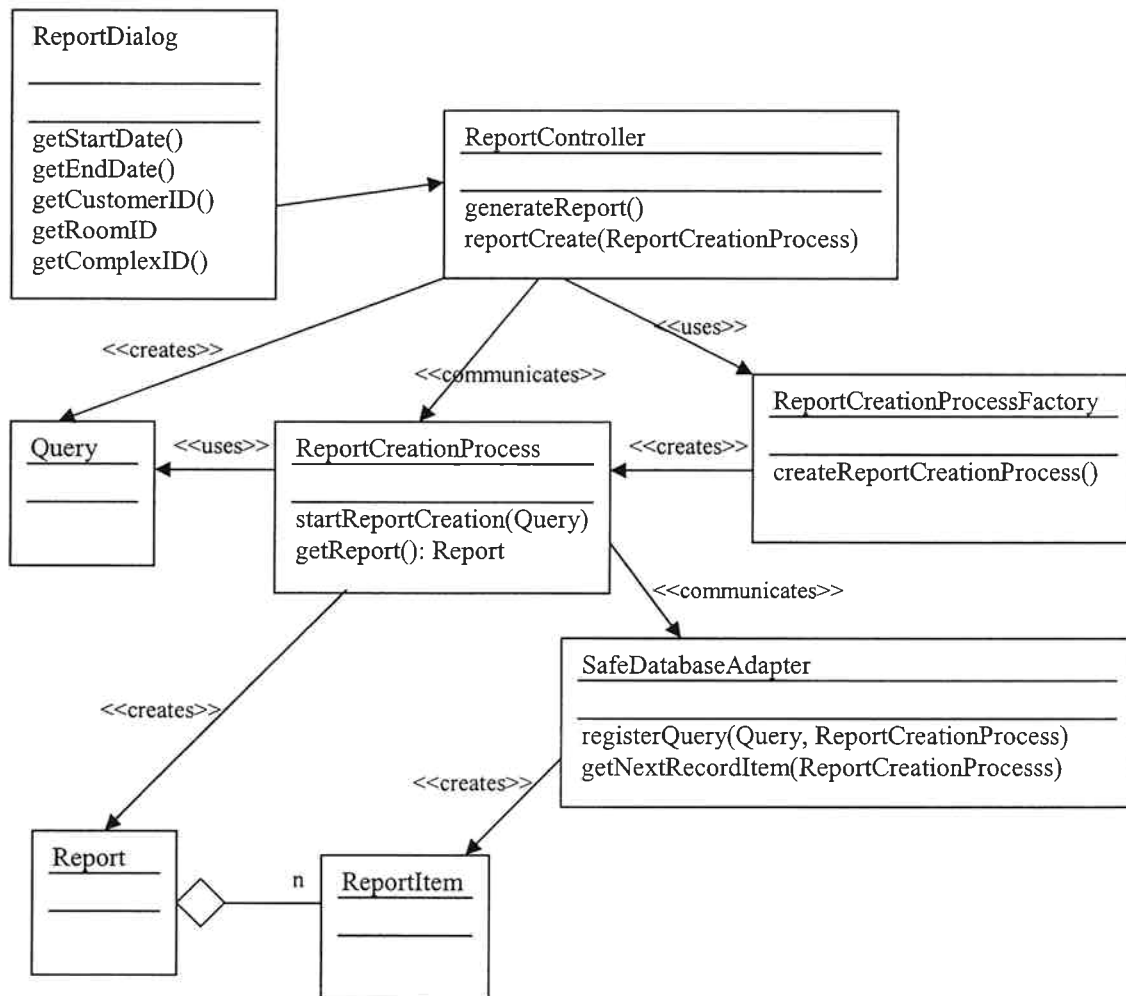 ReportDialog
getStartDate()
getEndDate()
getCustomerID()
getRoomID
getComplexID()
ReportController
generateReport()
reportCreate(ReportCreationProcess)
<<creates>>
<<communicates>>
<<uses>>
ReportCreationProcessFactory
createReportCreationProcess()
Query
<<uses>>
ReportCreationProcess
startReportCreation(Query)
getReport(): Report
<<creates>>
<<communicates>>
SafeDatabaseAdapter
registerQuery(Query, ReportCreationProcess)
getNextRecordItem(ReportCreationProcesss)
<<creates>>
<<creates>>
Report
n
ReportItem